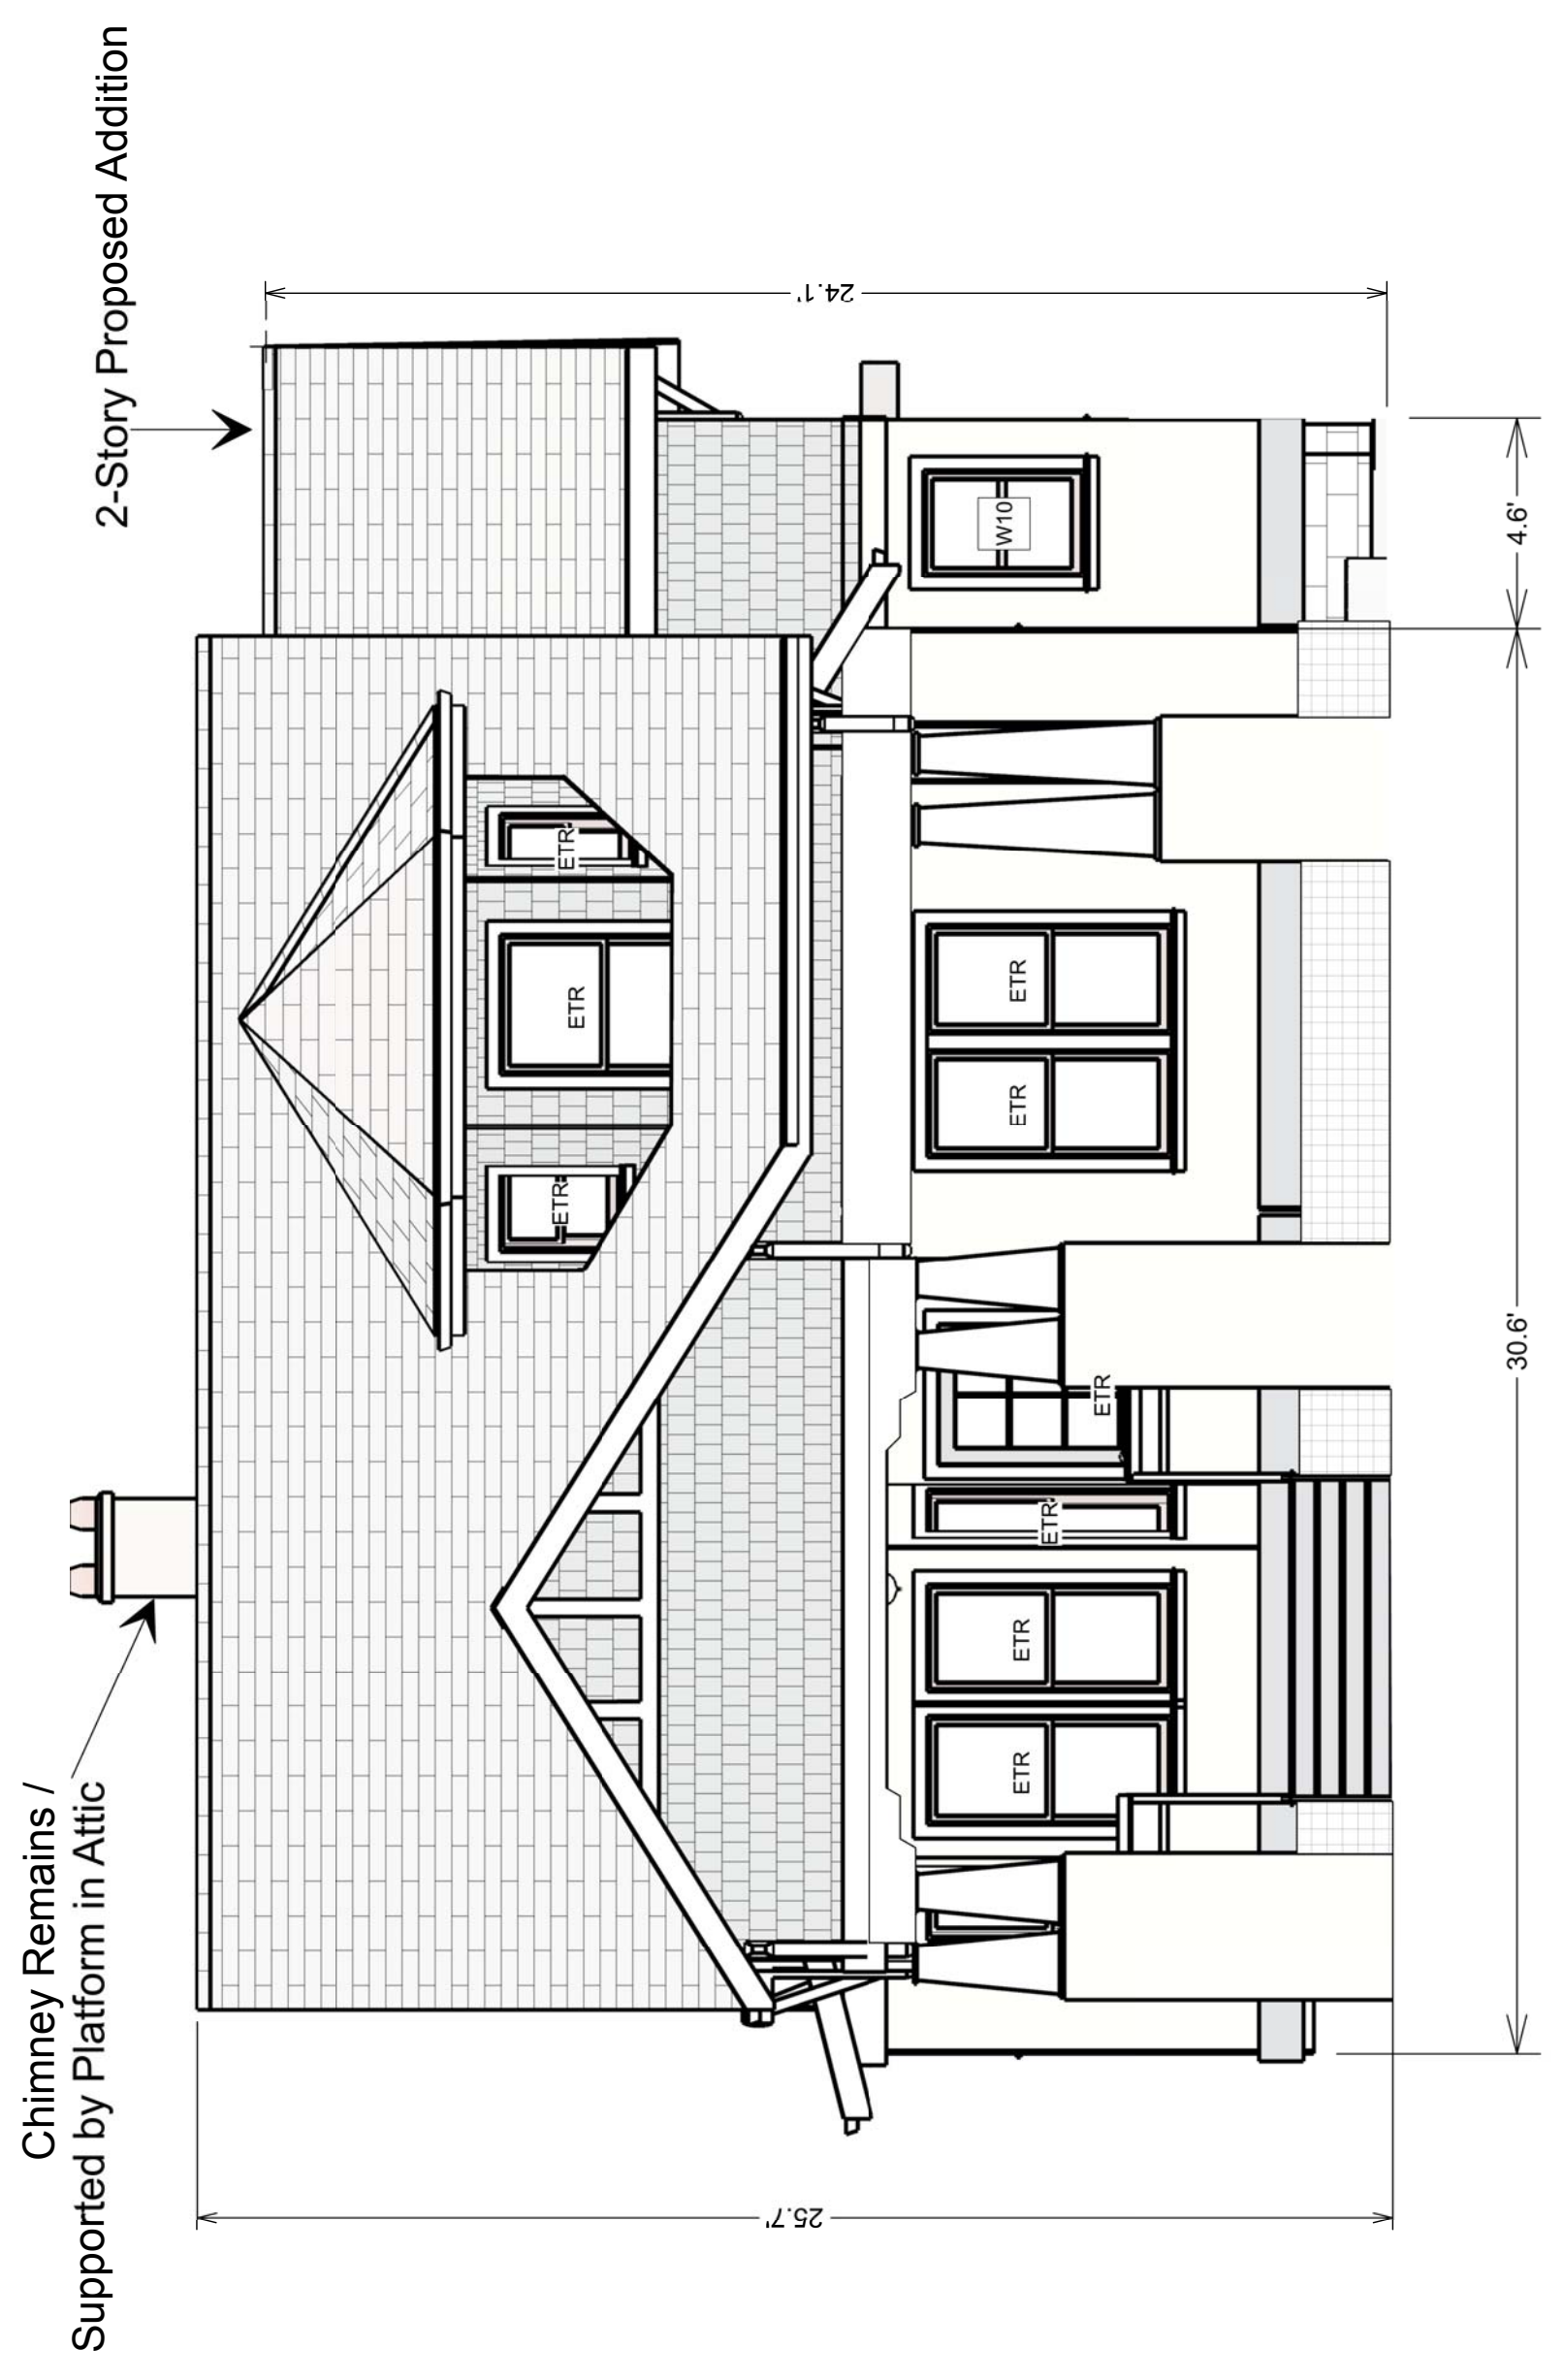 Chimney Remains /
Supported by Platform in Attic
2-Story Proposed Addition
25.7'
24.1'
ETR
ETR
ETR
ETR
ETR
ETR
ETR
ETR
ETR
W10
30.6'
4.6'